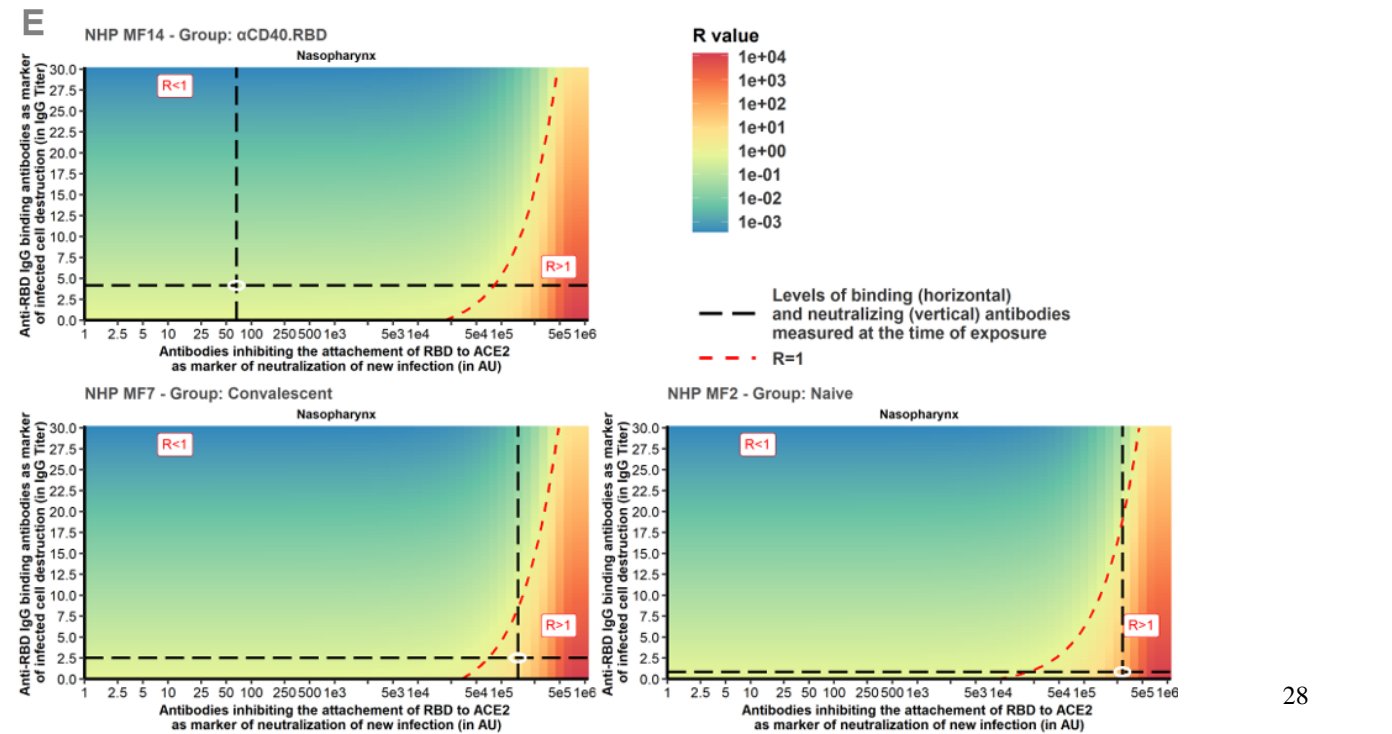 E
NHP MF14 - Group: αCD40.RBD
Nasopharynx
Anti-RBD IgG binding antibodies as marker
of infected cell destruction (in IgG Titer)
30.0
27.5
25.0
22.5
20.0
17.5
15.0
12.5
10.0
7.5
5.0
2.5
0.0
R<1
R>1
1 2.5 5 10 25 50 100 250 500 1e3 5e3 1e4 5e4 1e5 5e5 1e6
Antibodies inhibiting the attachement of RBD to ACE2
as marker of neutralization of new infection (in AU)
R value
1e+04
1e+03
1e+02
1e+01
1e+00
1e-01
1e-02
1e-03
Levels of binding (horizontal)
and neutralizing (vertical) antibodies
measured at the time of exposure
R=1
NHP MF7 - Group: Convalescent
Nasopharynx
Anti-RBD IgG binding antibodies as marker
of infected cell destruction (in IgG Titer)
30.0
27.5
25.0
22.5
20.0
17.5
15.0
12.5
10.0
7.5
5.0
2.5
0.0
R<1
R>1
1 2.5 5 10 25 50 100 250 500 1e3 5e3 1e4 5e4 1e5 5e5 1e6
Antibodies inhibiting the attachement of RBD to ACE2
as marker of neutralization of new infection (in AU)
NHP MF2 - Group: Naive
Nasopharynx
Anti-RBD IgG binding antibodies as marker
of infected cell destruction (in IgG Titer)
30.0
27.5
25.0
22.5
20.0
17.5
15.0
12.5
10.0
7.5
5.0
2.5
0.0
R<1
R>1
1 2.5 5 10 25 50 100 250 500 1e3 5e3 1e4 5e4 1e5 5e5 1e6
Antibodies inhibiting the attachement of RBD to ACE2
as marker of neutralization of new infection (in AU)
28